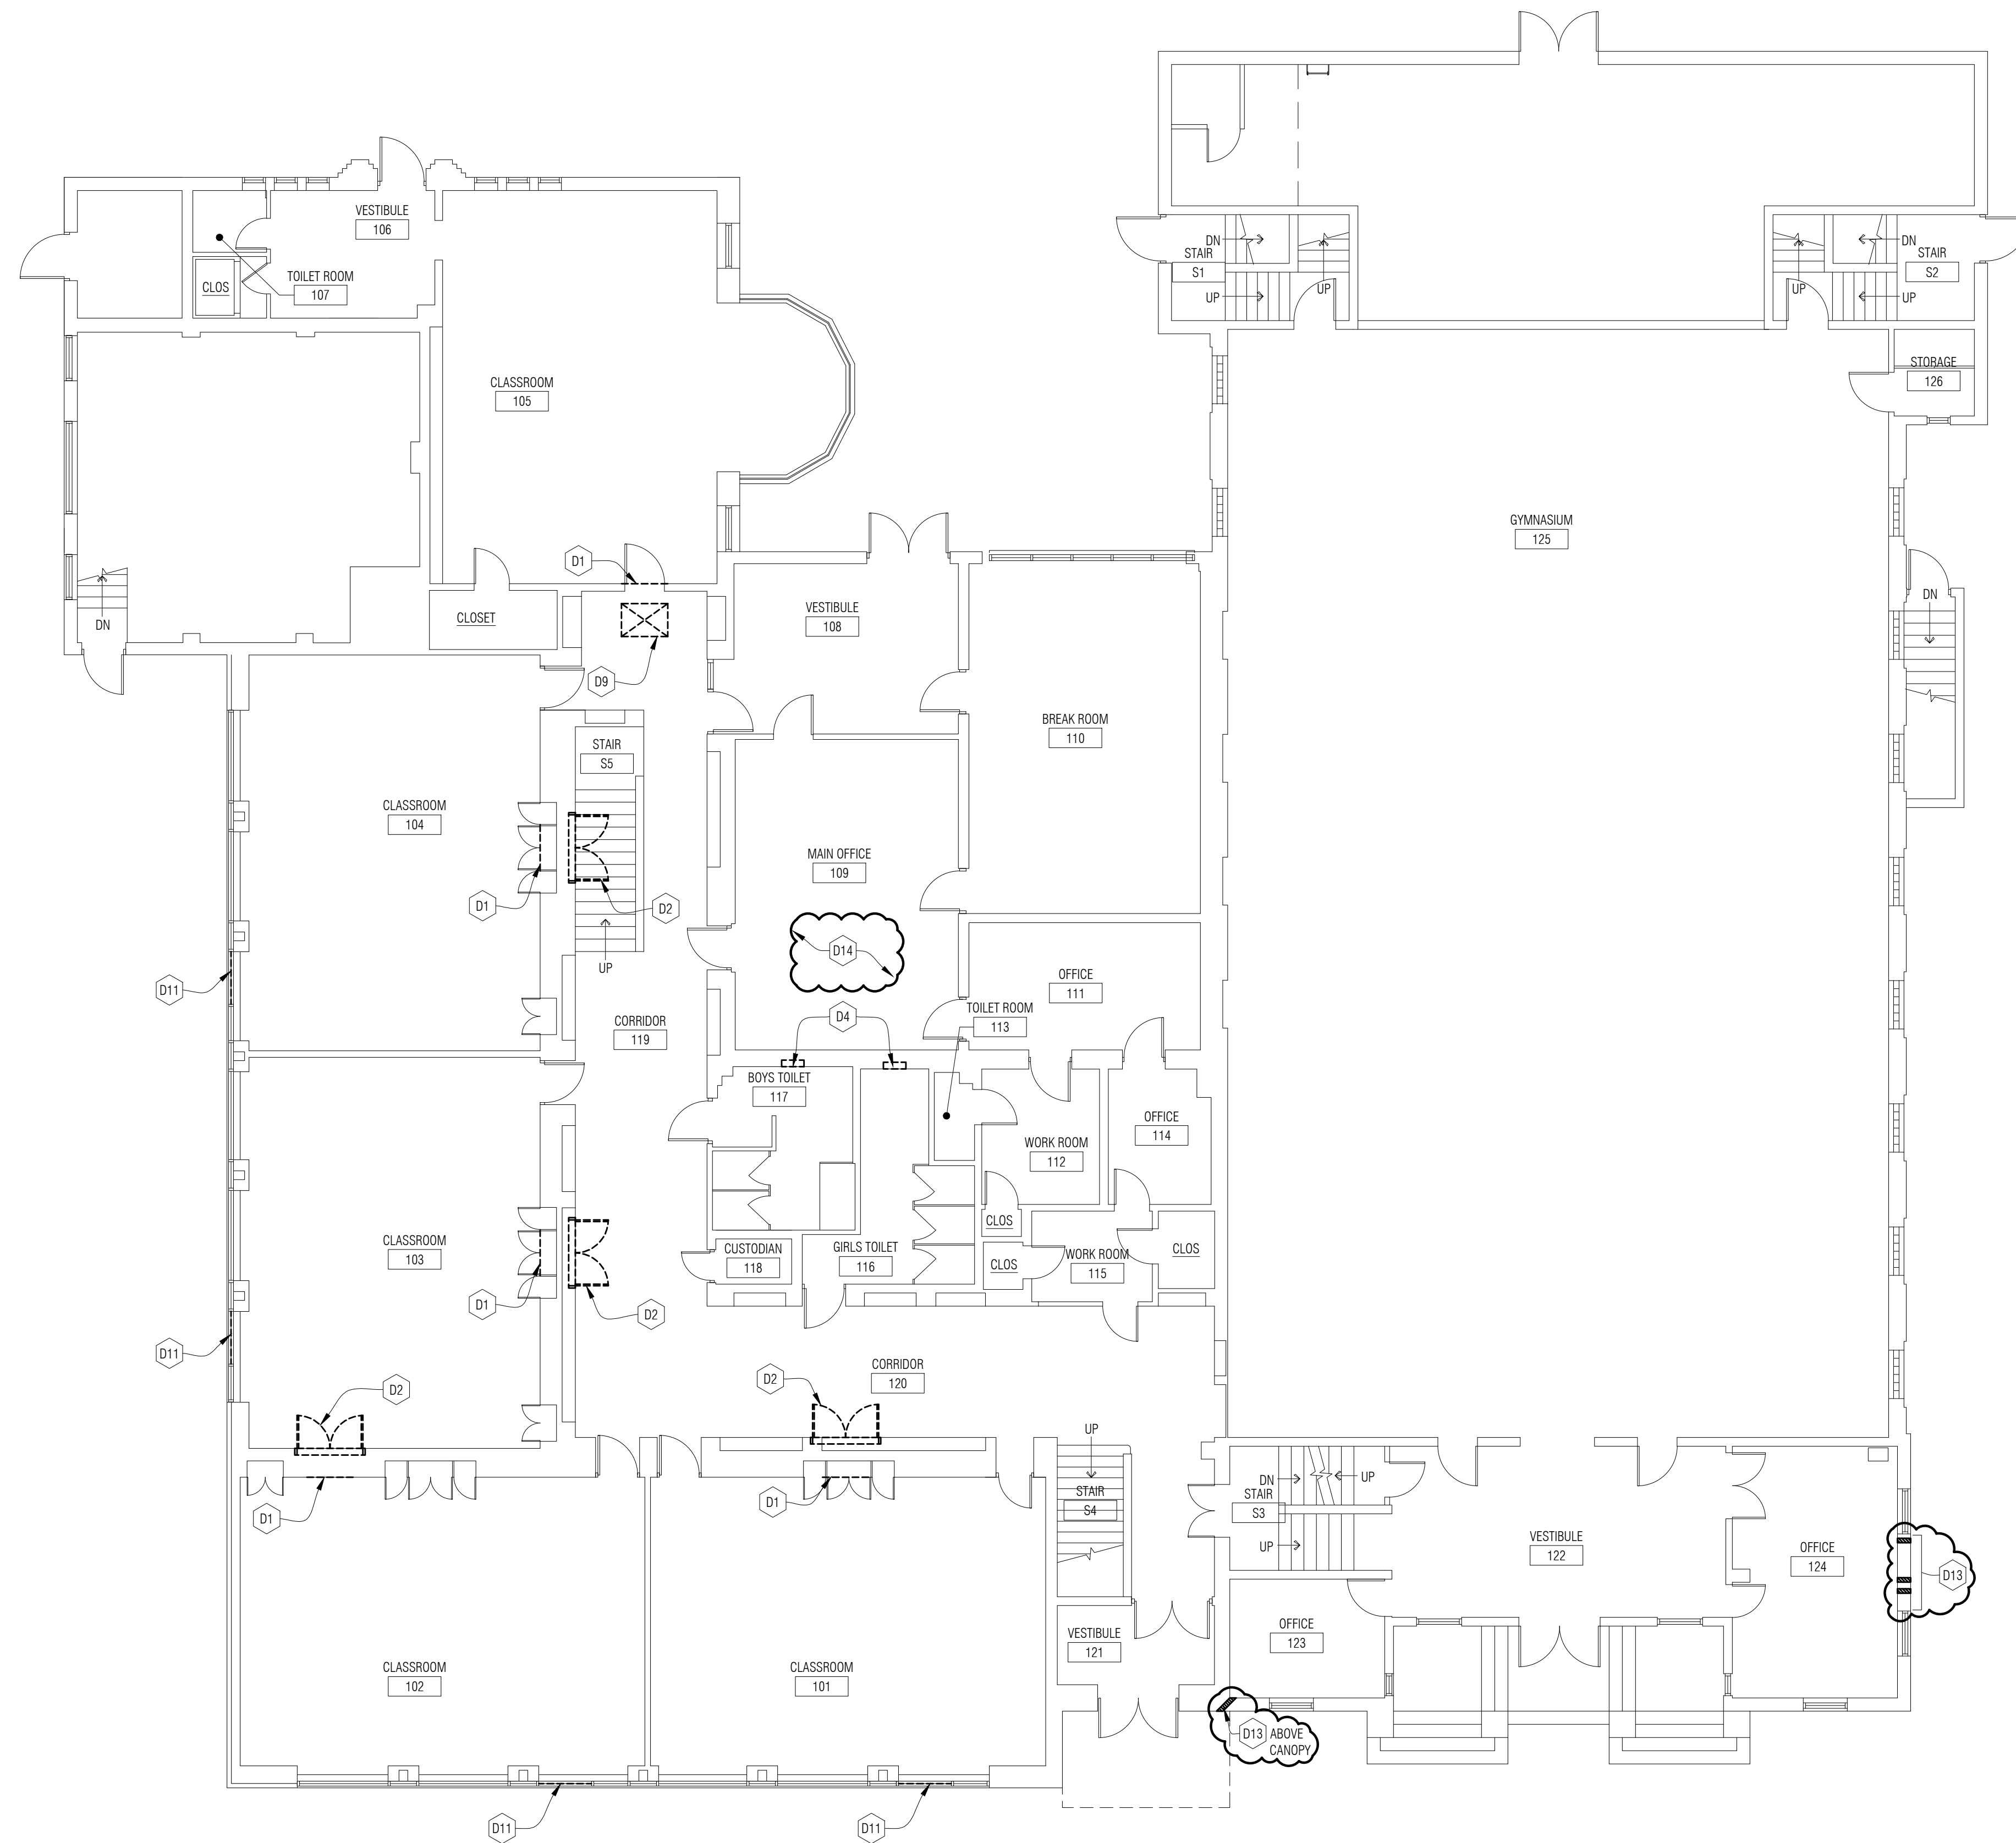 VESTIBULE
106
TOILET ROOM
107
CLOS
CLASSROOM
105
DN
STAIR
S1
UP
UP
UP
DN
STAIR
S2
UP
STORAGE
126
GYMNASIUM
125
DN
DN
CLOSET
D1
D9
VESTIBULE
108
BREAK ROOM
110
STAIR
S5
UP
CLASSROOM
104
D1
D2
D11
MAIN OFFICE
109
D14
D4
OFFICE
111
TOILET ROOM
113
CORRIDOR
119
BOYS TOILET
117
WORK ROOM
112
OFFICE
114
CLOS
CLASSROOM
103
D1
D2
D11
D2
CUSTODIAN
118
GIRLS TOILET
116
CLOS
WORK ROOM
115
CLOS
CORRIDOR
120
D2
D1
D1
UP
STAIR
S4
DN
STAIR
S3
UP
UP
VESTIBULE
122
OFFICE
124
D13
OFFICE
123
VESTIBULE
121
CLASSROOM
102
CLASSROOM
101
D13 ABOVE
CANOPY
D11
D11